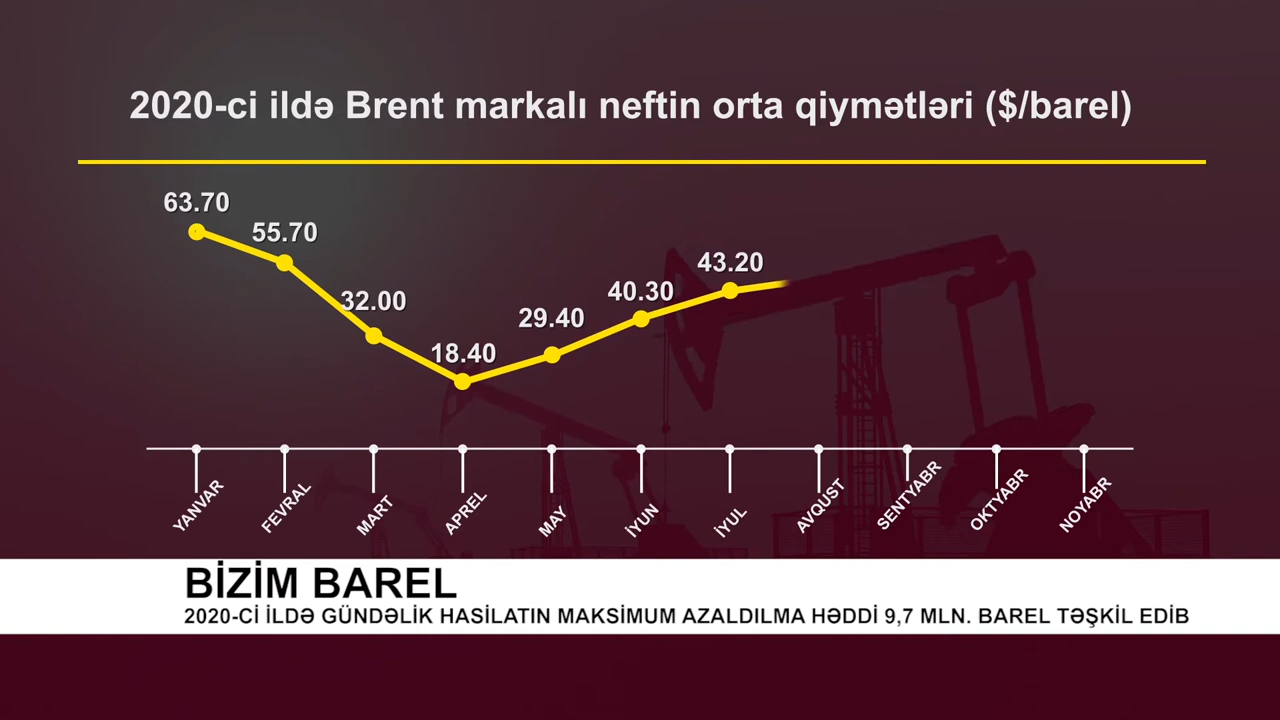 2020-ci ildə Brent markalı neftin orta qiymətləri ($/barel)
63.70
55.70
32.00
18.40
29.40
40.30
43.20
YANVAR
FEVRAL
MART
APREL
MAY
İYUN
İYUL
AVQUST
SENTYABR
OKTYABR
NOYABR
BİZİM BAREL
2020-Cİ İLDƏ GÜNDƏLİK HASİLATIN MAKSİMUM AZALDILMA HƏDDİ 9,7 MLN. BAREL TƏŞKİL EDİB